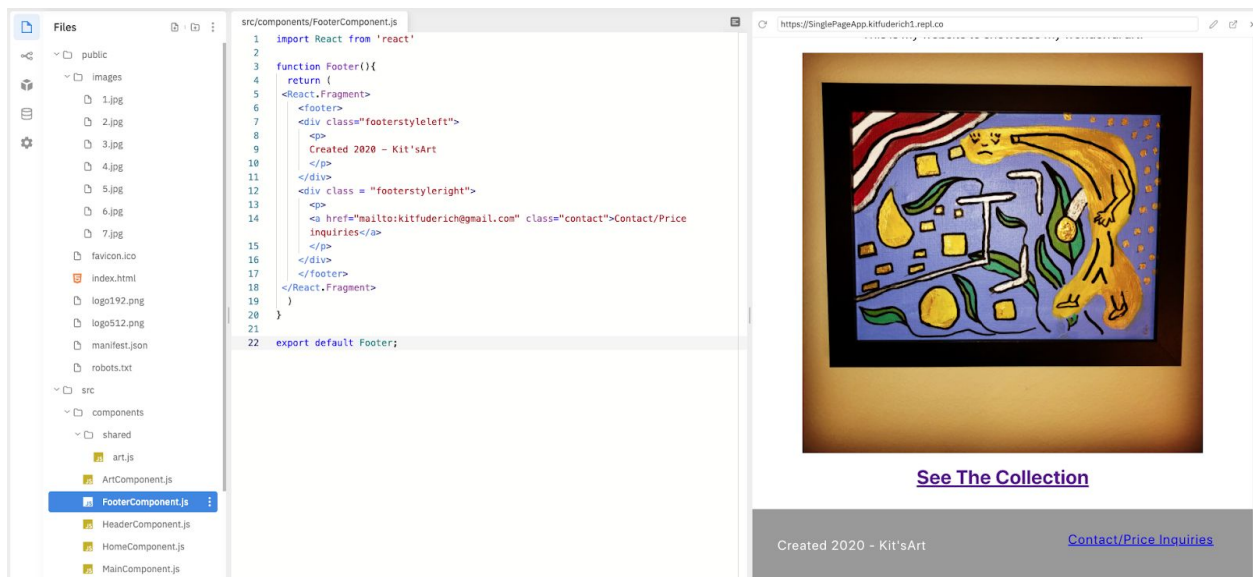 Files
public
images
1.jpg
2.jpg
3.jpg
4.jpg
5.jpg
6.jpg
7.jpg
favicon.ico
index.html
logo192.png
logo512.png
manifest.json
robots.txt
src
components
shared
art.js
ArtComponent.js
FooterComponent.js
HeaderComponent.js
HomeComponent.js
MainComponent.js
src/components/FooterComponent.js
1 import React from 'react'
2
3 function Footer(){
4 return (
5 <React.Fragment>
6 <footer>
7 <div class="footerstyleleft">
8 <p>
9 Created 2020 - Kit'sArt
10 </p>
11 </div>
12 <div class = "footerstyleright">
13 <p>
14 <a href="mailto:kitfuderich@gmail.com" class="contact">Contact/Price
inquiries</a>
15 </p>
16 </div>
17 </footer>
18 </React.Fragment>
19 )
20 }
21
22 export default Footer;
https://SinglePageApp.kitfuderich1.repl.co
See The Collection
Created 2020 - Kit'sArt
Contact/Price Inquiries